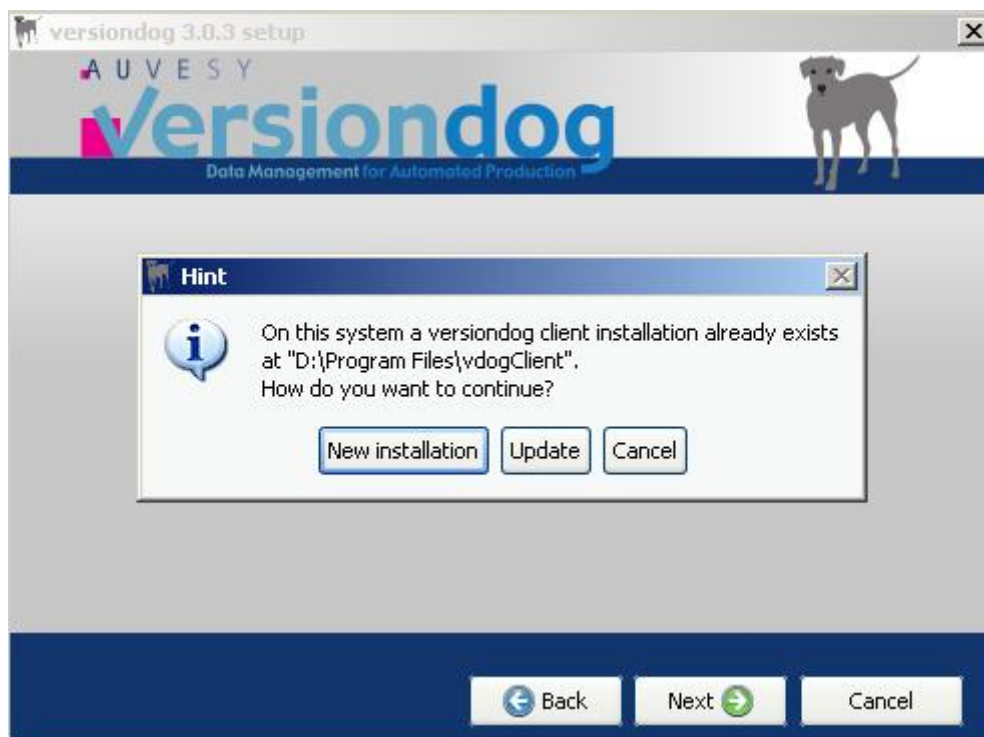 versiondog 3.0.3 setup
AUVESY
versiondog
Data Management for Automated Production
Hint
On this system a versiondog client installation already exists
at "D:\Program Files\vdogClient".
How do you want to continue?
New installation Update Cancel
Back Next Cancel